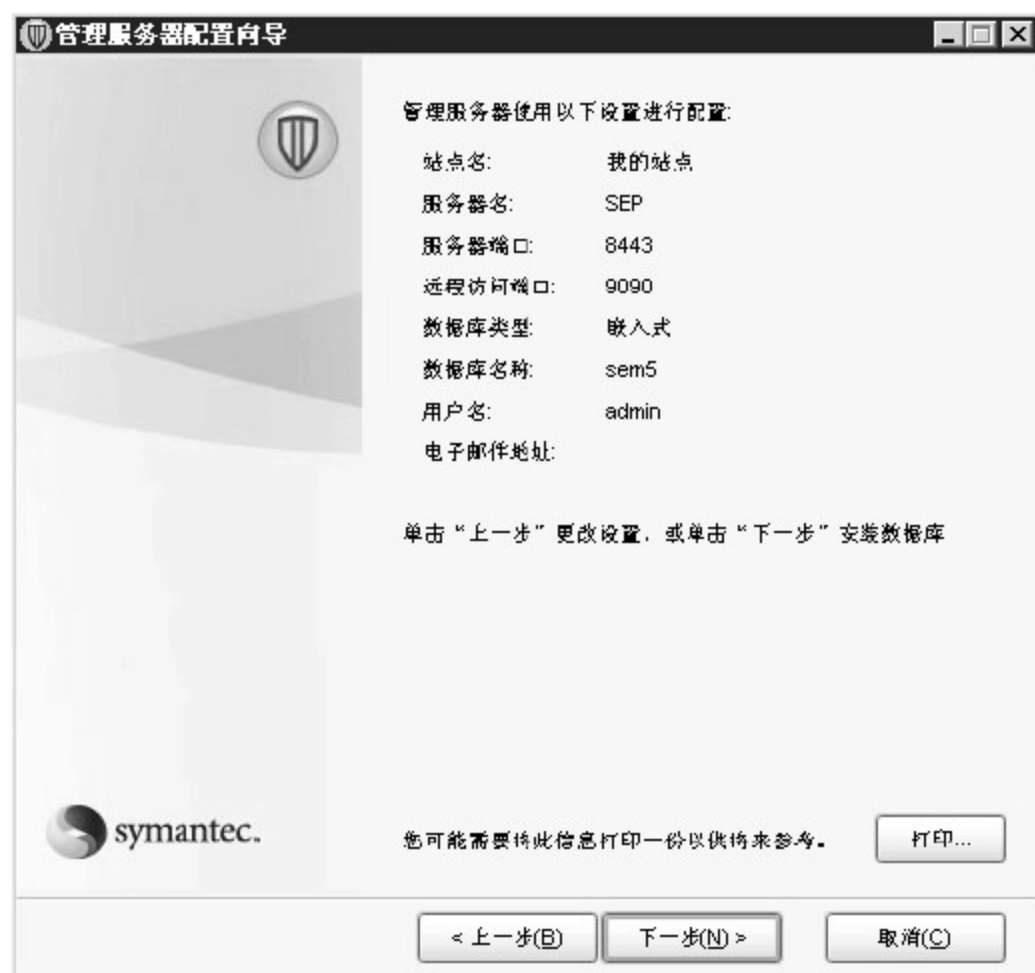 管理服务器配置向导
管理服务器使用以下设置进行配置:
站点名: 我的站点
服务器名: SEP
服务器端口: 8443
远程访问端口: 9090
数据库类型: 嵌入式
数据库名称: sem5
用户名: admin
电子邮件地址:
单击“上一步”更改设置，或单击“下一步”安装数据库
symantec.
您可能需要将此信息打印一份以供将来参考。
打印...
< 上一步(B)
下一步(N) >
取消(C)